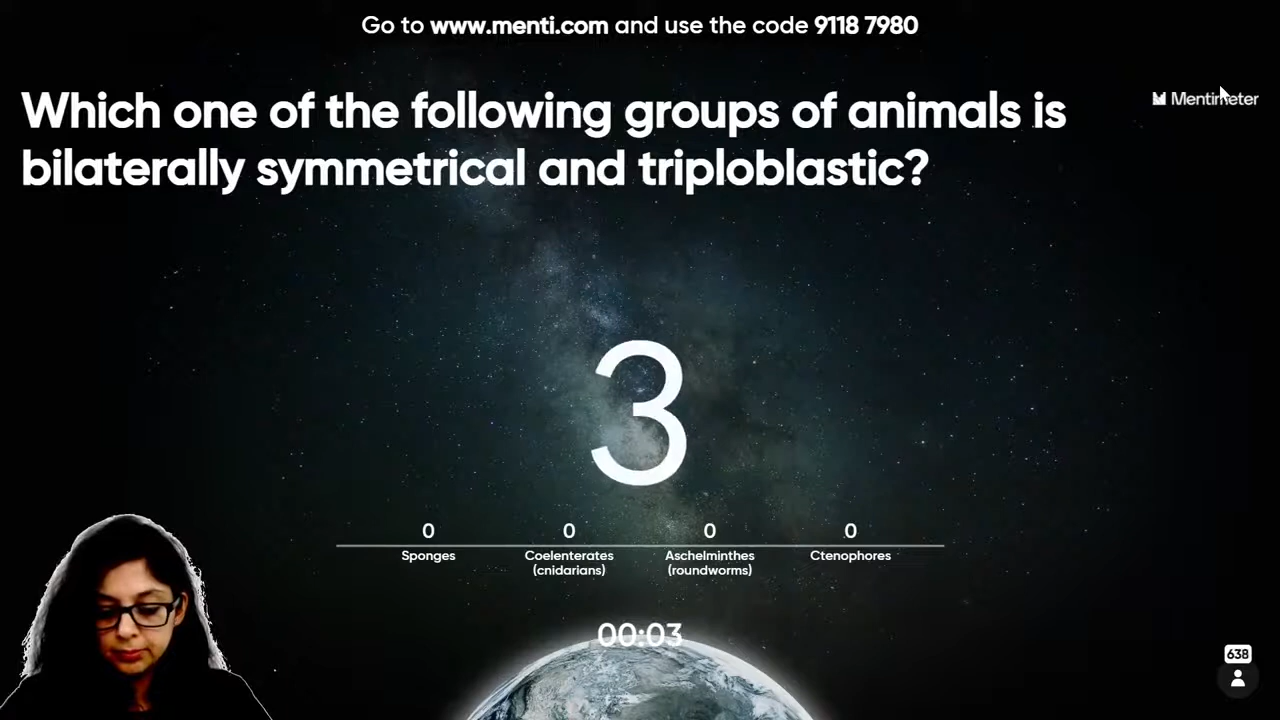 Go to www.menti.com and use the code 9118 7980
Mentimeter
Which one of the following groups of animals is
bilaterally symmetrical and triploblastic?
3
0 0 0 0
Sponges Coelenterates Aschelminthes Ctenophores
(cnidarians) (roundworms)
00:03
638